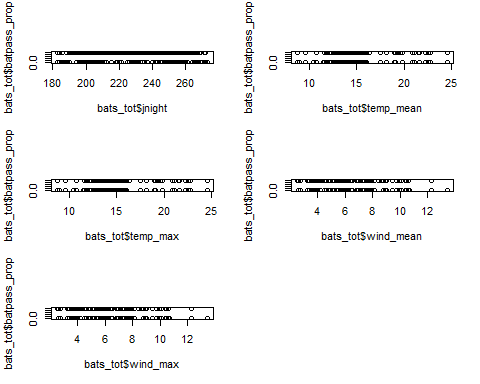 bats_tot$batpass_prop
0.0
180 200 220 240 260
bats_tot$jnight
bats_tot$batpass_prop
0.0
10 15 20 25
bats_tot$temp_mean
bats_tot$batpass_prop
0.0
10 15 20 25
bats_tot$temp_max
bats_tot$batpass_prop
0.0
4 6 8 10 12
bats_tot$wind_mean
bats_tot$batpass_prop
0.0
4 6 8 10 12
bats_tot$wind_max